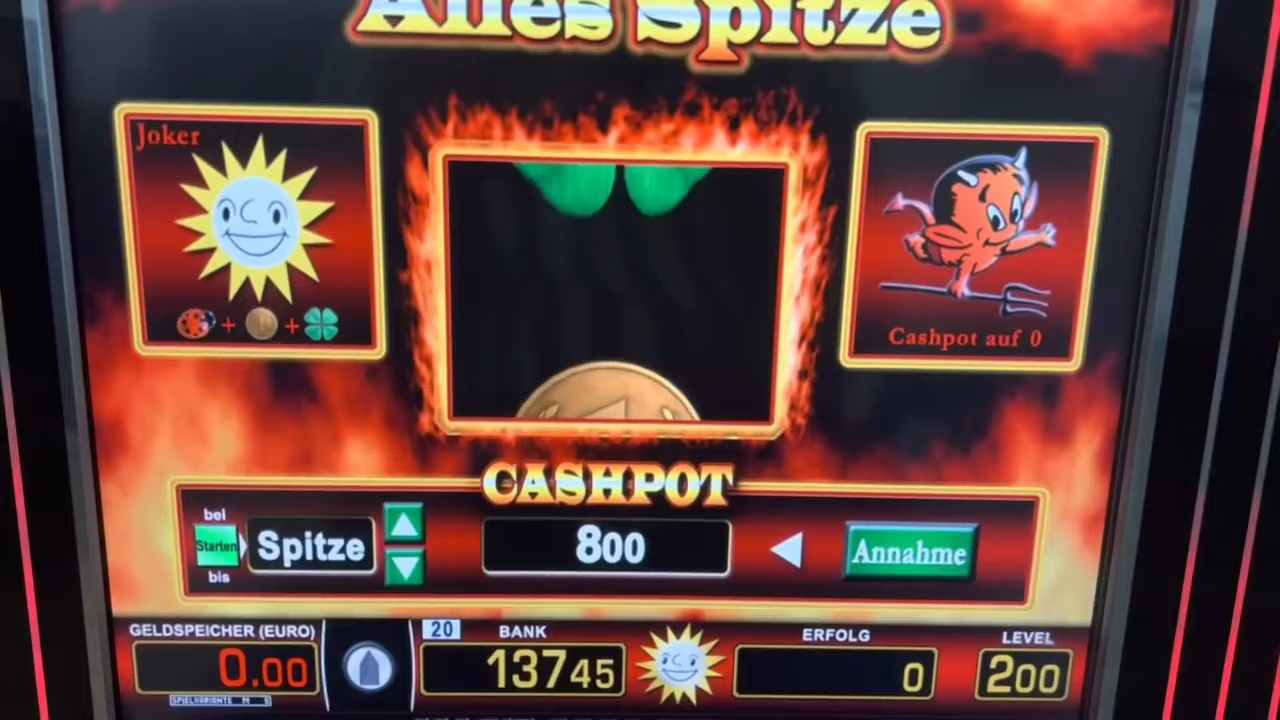 Alles Spitze
Joker
+ +
Cashpot auf 0
CASHPOT
bei
Starten
bis
Spitze
800
Annahme
GELDSPEICHER (EURO)
0.00
SPIELVARIANTE M S
20 BANK
13745
ERFOLG
0
LEVEL
200